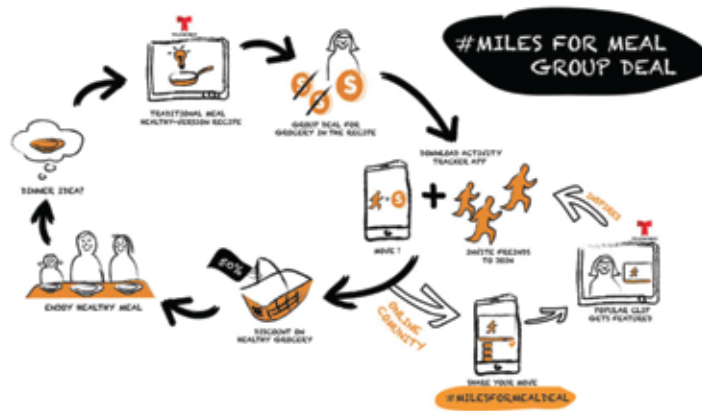 #MILES FOR MEAL
GROUP DEAL
TRADITIONAL MEAL
HEALTHY-VERSION RECIPE
GROUP DEAL FOR
GROCERY IN THE RECIPE
DOWNLOAD ACTIVITY
TRACKER APP
DINNER IDEA?
MOVE!
INVITE FRIENDS
TO JOIN
INSPIRED
50%
ENJOY HEALTHY MEAL
DISCOUNT ON
HEALTHY GROCERY
ONLINE
COMUNITY
POPULAR CLIP
GETS FEATURED
SHARE YOUR MOVE
#MILESFORMEALDEAL